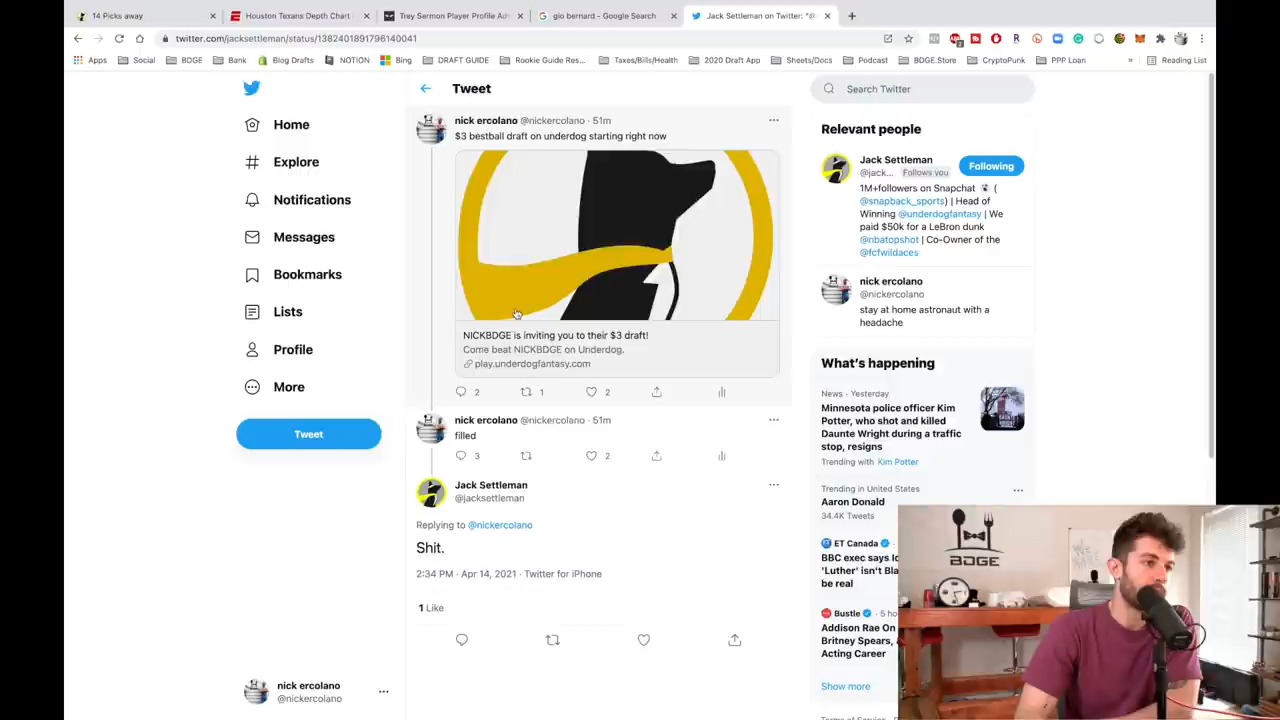 14 Picks away
Houston Texans Depth Chart
Trey Sermon Player Profile Adv
gio bernard - Google Search
Jack Settleman on Twitter: "@
twitter.com/jacksettleman/status/1382401891796140041
Apps
Social
BDGE
Bank
Blog Drafts
NOTION
Bing
DRAFT GUIDE
Rookie Guide Res...
Taxes/Bills/Health
2020 Draft App
Sheets/Docs
Podcast
BDGE.Store
CryptoPunk
PPP Loan
»
Reading List
Home
Explore
Notifications
Messages
Bookmarks
Lists
Profile
More
Tweet
nick ercolano
@nickercolano
Tweet
nick ercolano @nickercolano · 51m
$3 bestball draft on underdog starting right now
NICKBDGE is inviting you to their $3 draft!
Come beat NICKBDGE on Underdog.
play.underdogfantasy.com
2 1 2
nick ercolano @nickercolano · 51m
filled
3 2
Jack Settleman
@jacksettleman
Replying to @nickercolano
Shit.
2:34 PM · Apr 14, 2021 · Twitter for iPhone
1 Like
Search Twitter
Relevant people
Jack Settleman
@jack... Follows you
Following
1M+followers on Snapchat (
@snapback_sports) | Head of
Winning @underdogfantasy | We
paid $50k for a LeBron dunk
@nbatopshot | Co-Owner of the
@fcfwildaces
nick ercolano
@nickercolano
stay at home astronaut with a
headache
What's happening
News · Yesterday
Minnesota police officer Kim
Potter, who shot and killed
Daunte Wright during a traffic
stop, resigns
Trending with Kim Potter
Trending in United States
Aaron Donald
34.4K Tweets
ET Canada
BBC exec says
'Luther' isn't
be real
Bustle · 5
Addison Rae On
Britney Spears,
Acting Career
Show more
BDGE